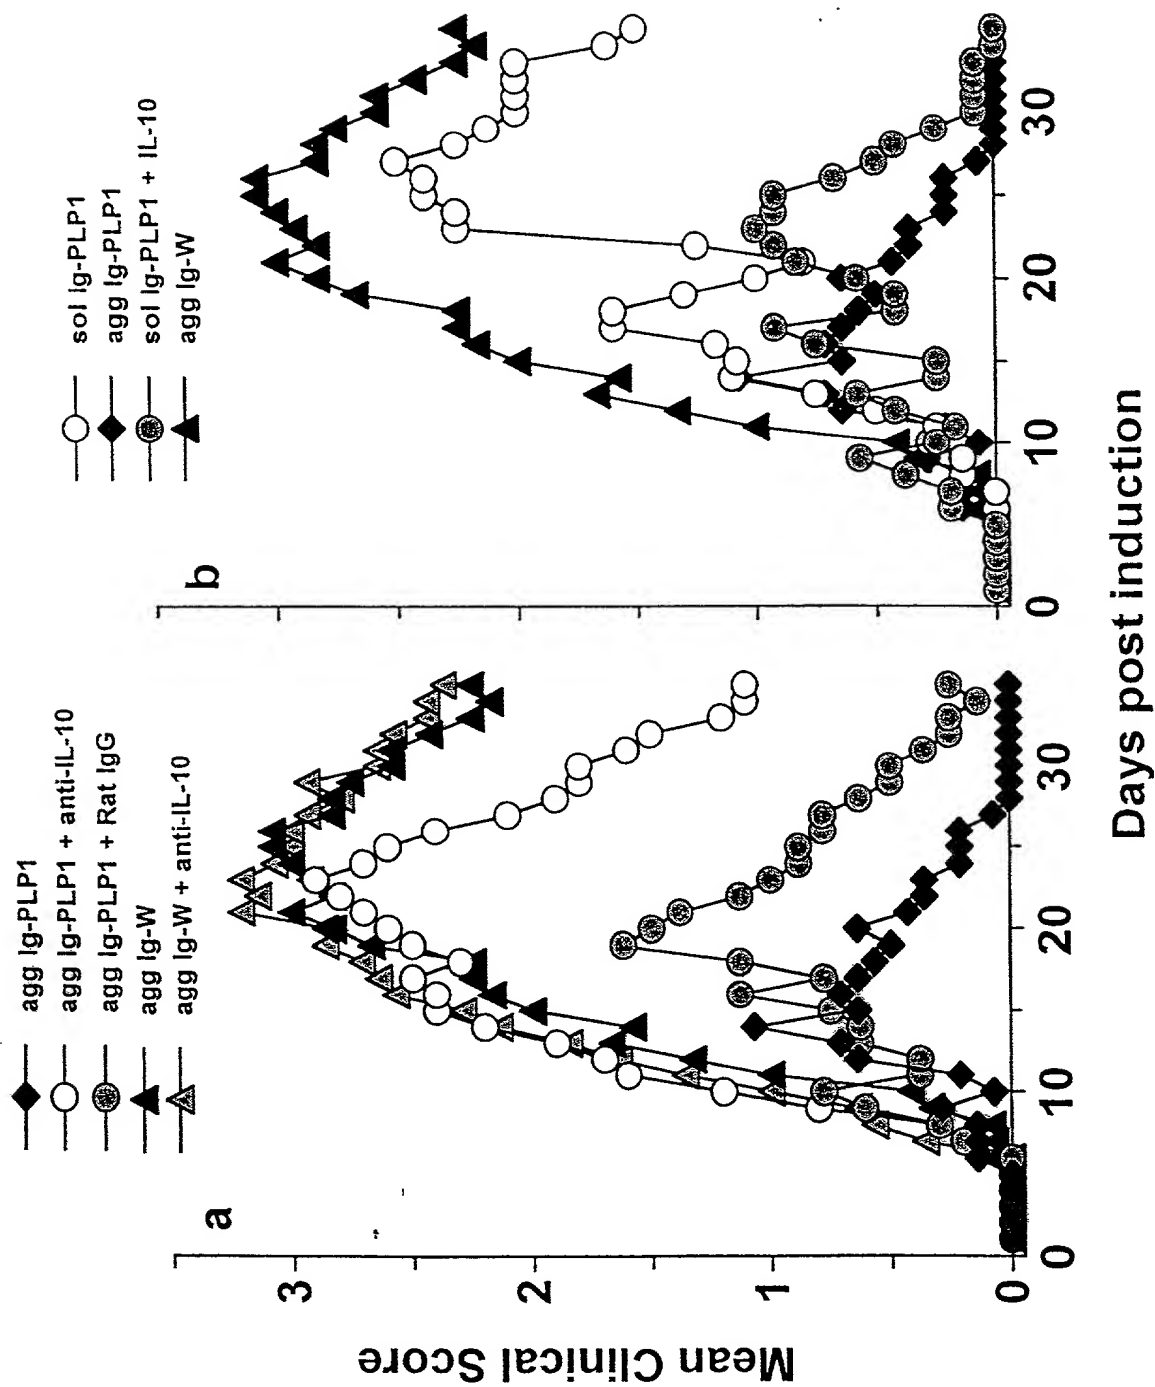 agg Ig-PLP1
agg Ig-PLP1 + anti-IL-10
agg Ig-PLP1 + Rat IgG
agg Ig-W
agg Ig-W + anti-IL-10
a
3
2
1
0
0
10
20
30
Mean Clinical Score
sol Ig-PLP1
agg Ig-PLP1
sol Ig-PLP1 + IL-10
agg Ig-W
b
0
10
20
30
Days post induction